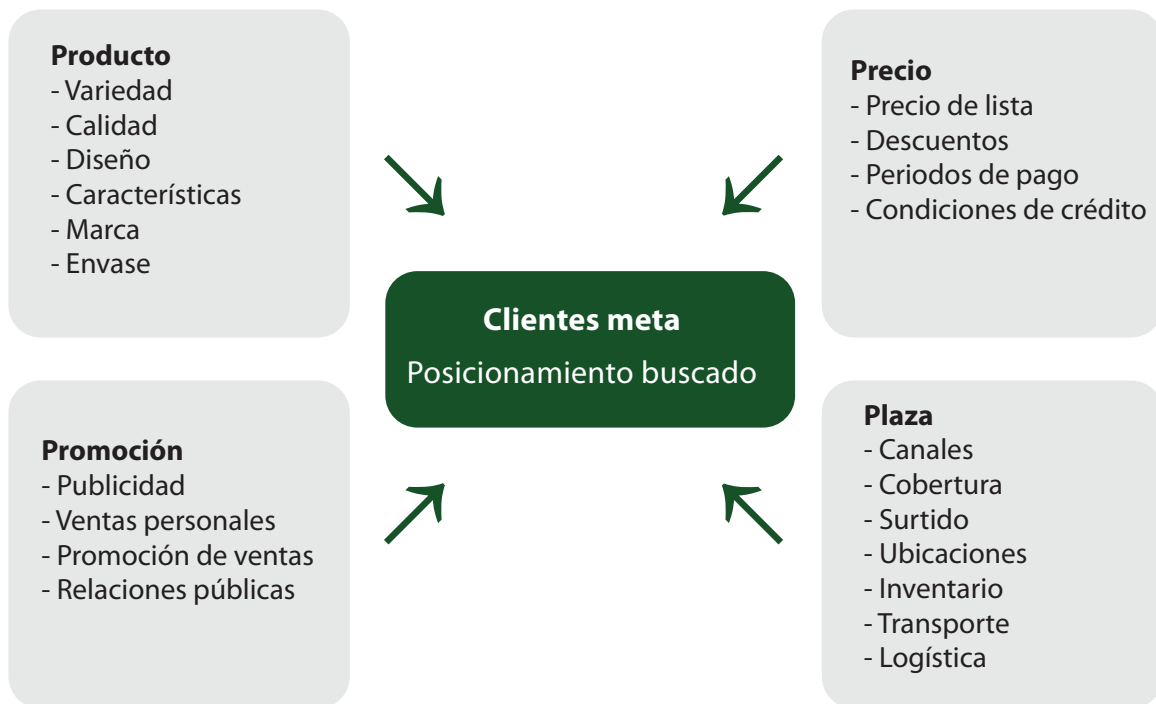 Producto
- Variedad
- Calidad
- Diseño
- Características
- Marca
- Envase
Precio
- Precio de lista
- Descuentos
- Periodos de pago
- Condiciones de crédito
Clientes meta
Posicionamiento buscado
Promoción
- Publicidad
- Ventas personales
- Promoción de ventas
- Relaciones públicas
Plaza
- Canales
- Cobertura
- Surtido
- Ubicaciones
- Inventario
- Transporte
- Logística